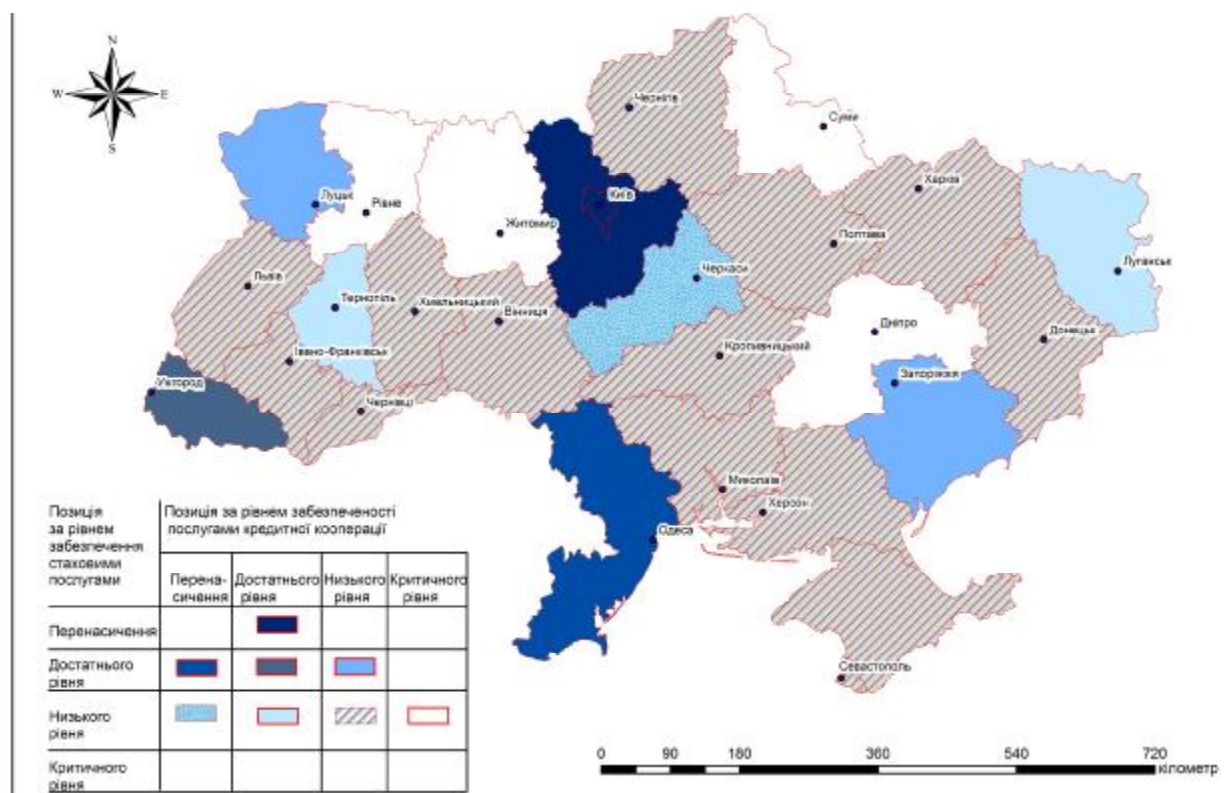 N
W E
S
Чернігів
Суми
Луцьк
Рівне
Київ
Харків
Житомир
Полтава
Львів
Тернопіль
Хмельницький
Вінниця
Черкаси
Луганськ
Івано-Франківськ
Кропивницький
Дніпро
Донецьк
Ужгород
Чернівці
Запоріжжя
Миколаїв
Херсон
Одеса
Севастополь
Позиція
за рівнем
забезпечення
стаховими
послугами
Позиція за рівнем забезпеченості
послугами кредитної кооперації
Перена-
сичення
Достатнього
рівня
Низького
рівня
Критичного
рівня
Перенасичення
Достатнього
рівня
Низького
рівня
Критичного
рівня
0 90 180 360 540 720
кілометр